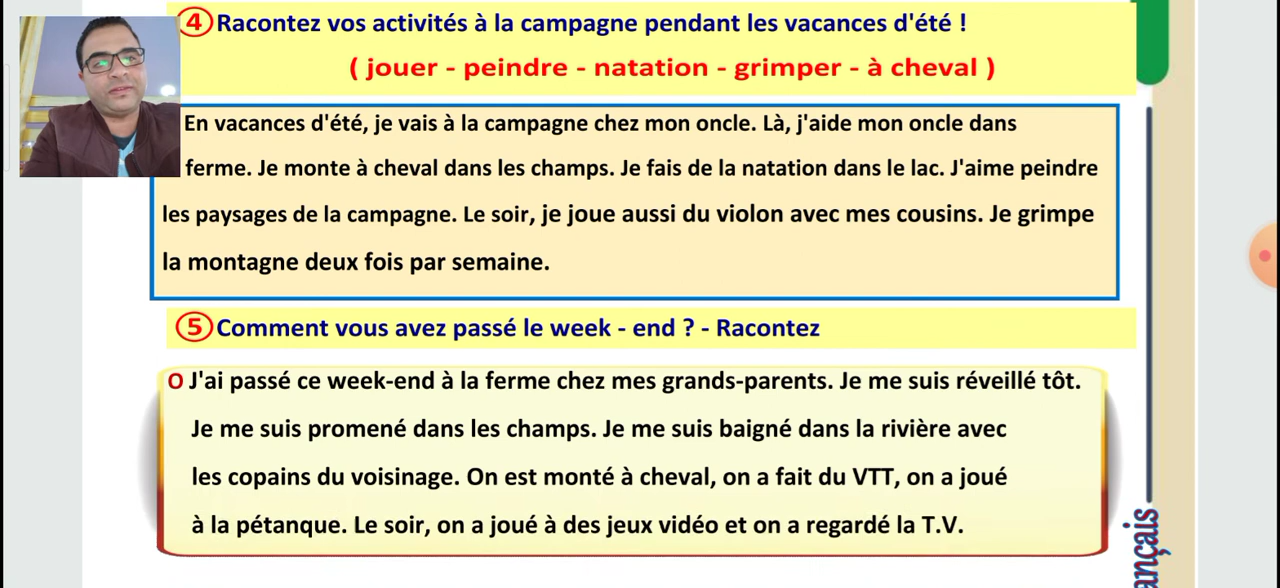 ④ Racontez vos activités à la campagne pendant les vacances d'été !
( jouer - peindre - natation - grimper - à cheval )
En vacances d'été, je vais à la campagne chez mon oncle. Là, j'aide mon oncle dans
ferme. Je monte à cheval dans les champs. Je fais de la natation dans le lac. J'aime peindre
les paysages de la campagne. Le soir, je joue aussi du violon avec mes cousins. Je grimpe
la montagne deux fois par semaine.
⑤ Comment vous avez passé le week - end ? - Racontez
O J'ai passé ce week-end à la ferme chez mes grands-parents. Je me suis réveillé tôt.
Je me suis promené dans les champs. Je me suis baigné dans la rivière avec
les copains du voisinage. On est monté à cheval, on a fait du VTT, on a joué
à la pétanque. Le soir, on a joué à des jeux vidéo et on a regardé la T.V.
ançais